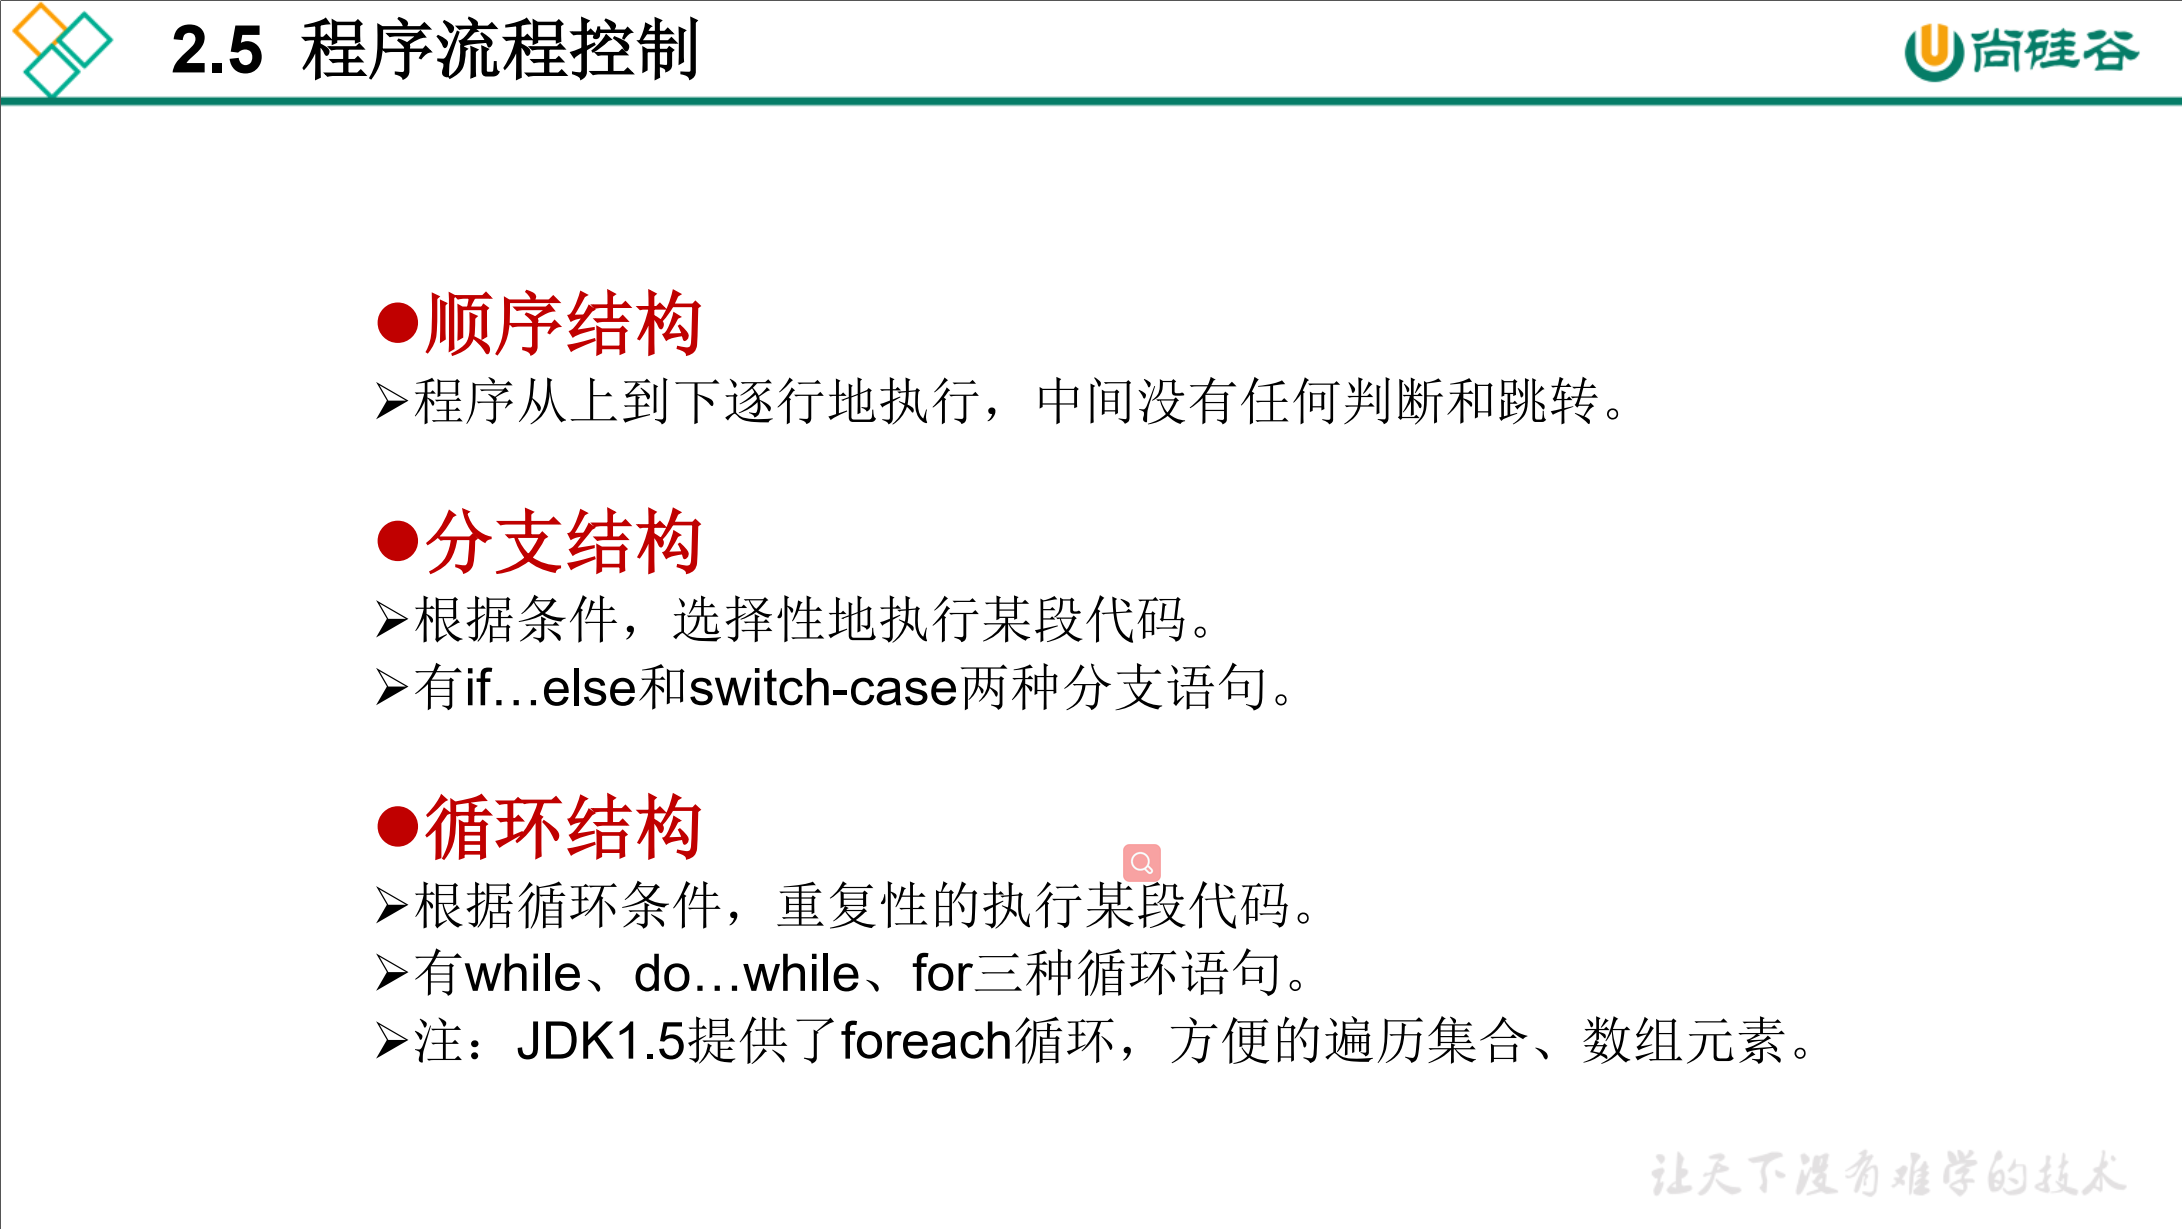 2.5 程序流程控制
尚硅谷
●顺序结构
➢程序从上到下逐行地执行，中间没有任何判断和跳转。
●分支结构
➢根据条件，选择性地执行某段代码。
➢有if…else和switch-case两种分支语句。
●循环结构
➢根据循环条件，重复性的执行某段代码。
➢有while、do…while、for三种循环语句。
➢注：JDK1.5提供了foreach循环，方便的遍历集合、数组元素。
让天下没有难学的技术